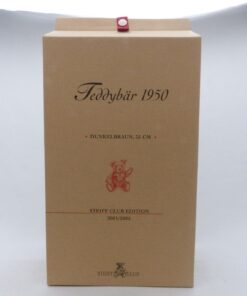 Teddybär 1950
• DUNKELBRAUN, 25 CM •
STEIFF CLUB EDITION
2001/2002
STEIFF CLUB